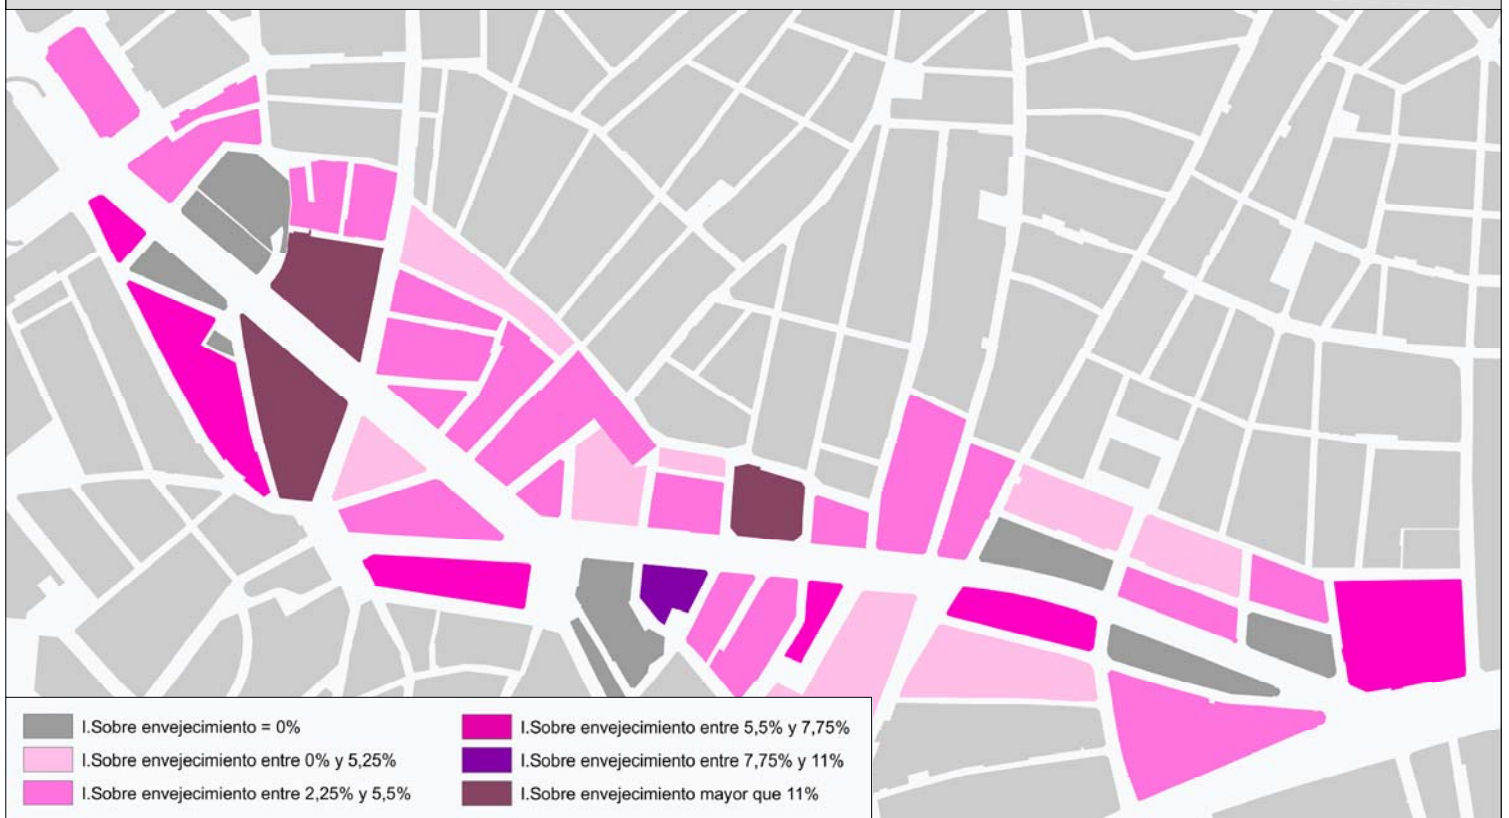 I.Sobre envejecimiento = 0%
I.Sobre envejecimiento entre 0% y 5,25%
I.Sobre envejecimiento entre 2,25% y 5,5%
I.Sobre envejecimiento entre 5,5% y 7,75%
I.Sobre envejecimiento entre 7,75% y 11%
I.Sobre envejecimiento mayor que 11%